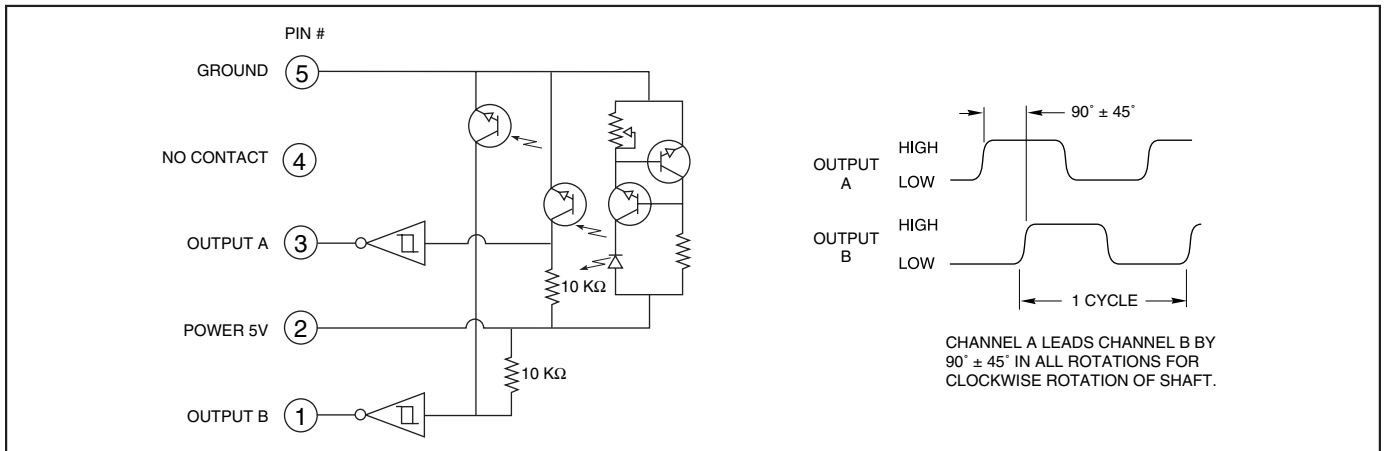 PIN #
GROUND 5
NO CONTACT 4
OUTPUT A 3
10 KΩ
POWER 5V 2
10 KΩ
OUTPUT B 1
90˚ ± 45˚
OUTPUT
A
HIGH
LOW
OUTPUT
B
HIGH
LOW
1 CYCLE
CHANNEL A LEADS CHANNEL B BY
90˚ ± 45˚ IN ALL ROTATIONS FOR
CLOCKWISE ROTATION OF SHAFT.